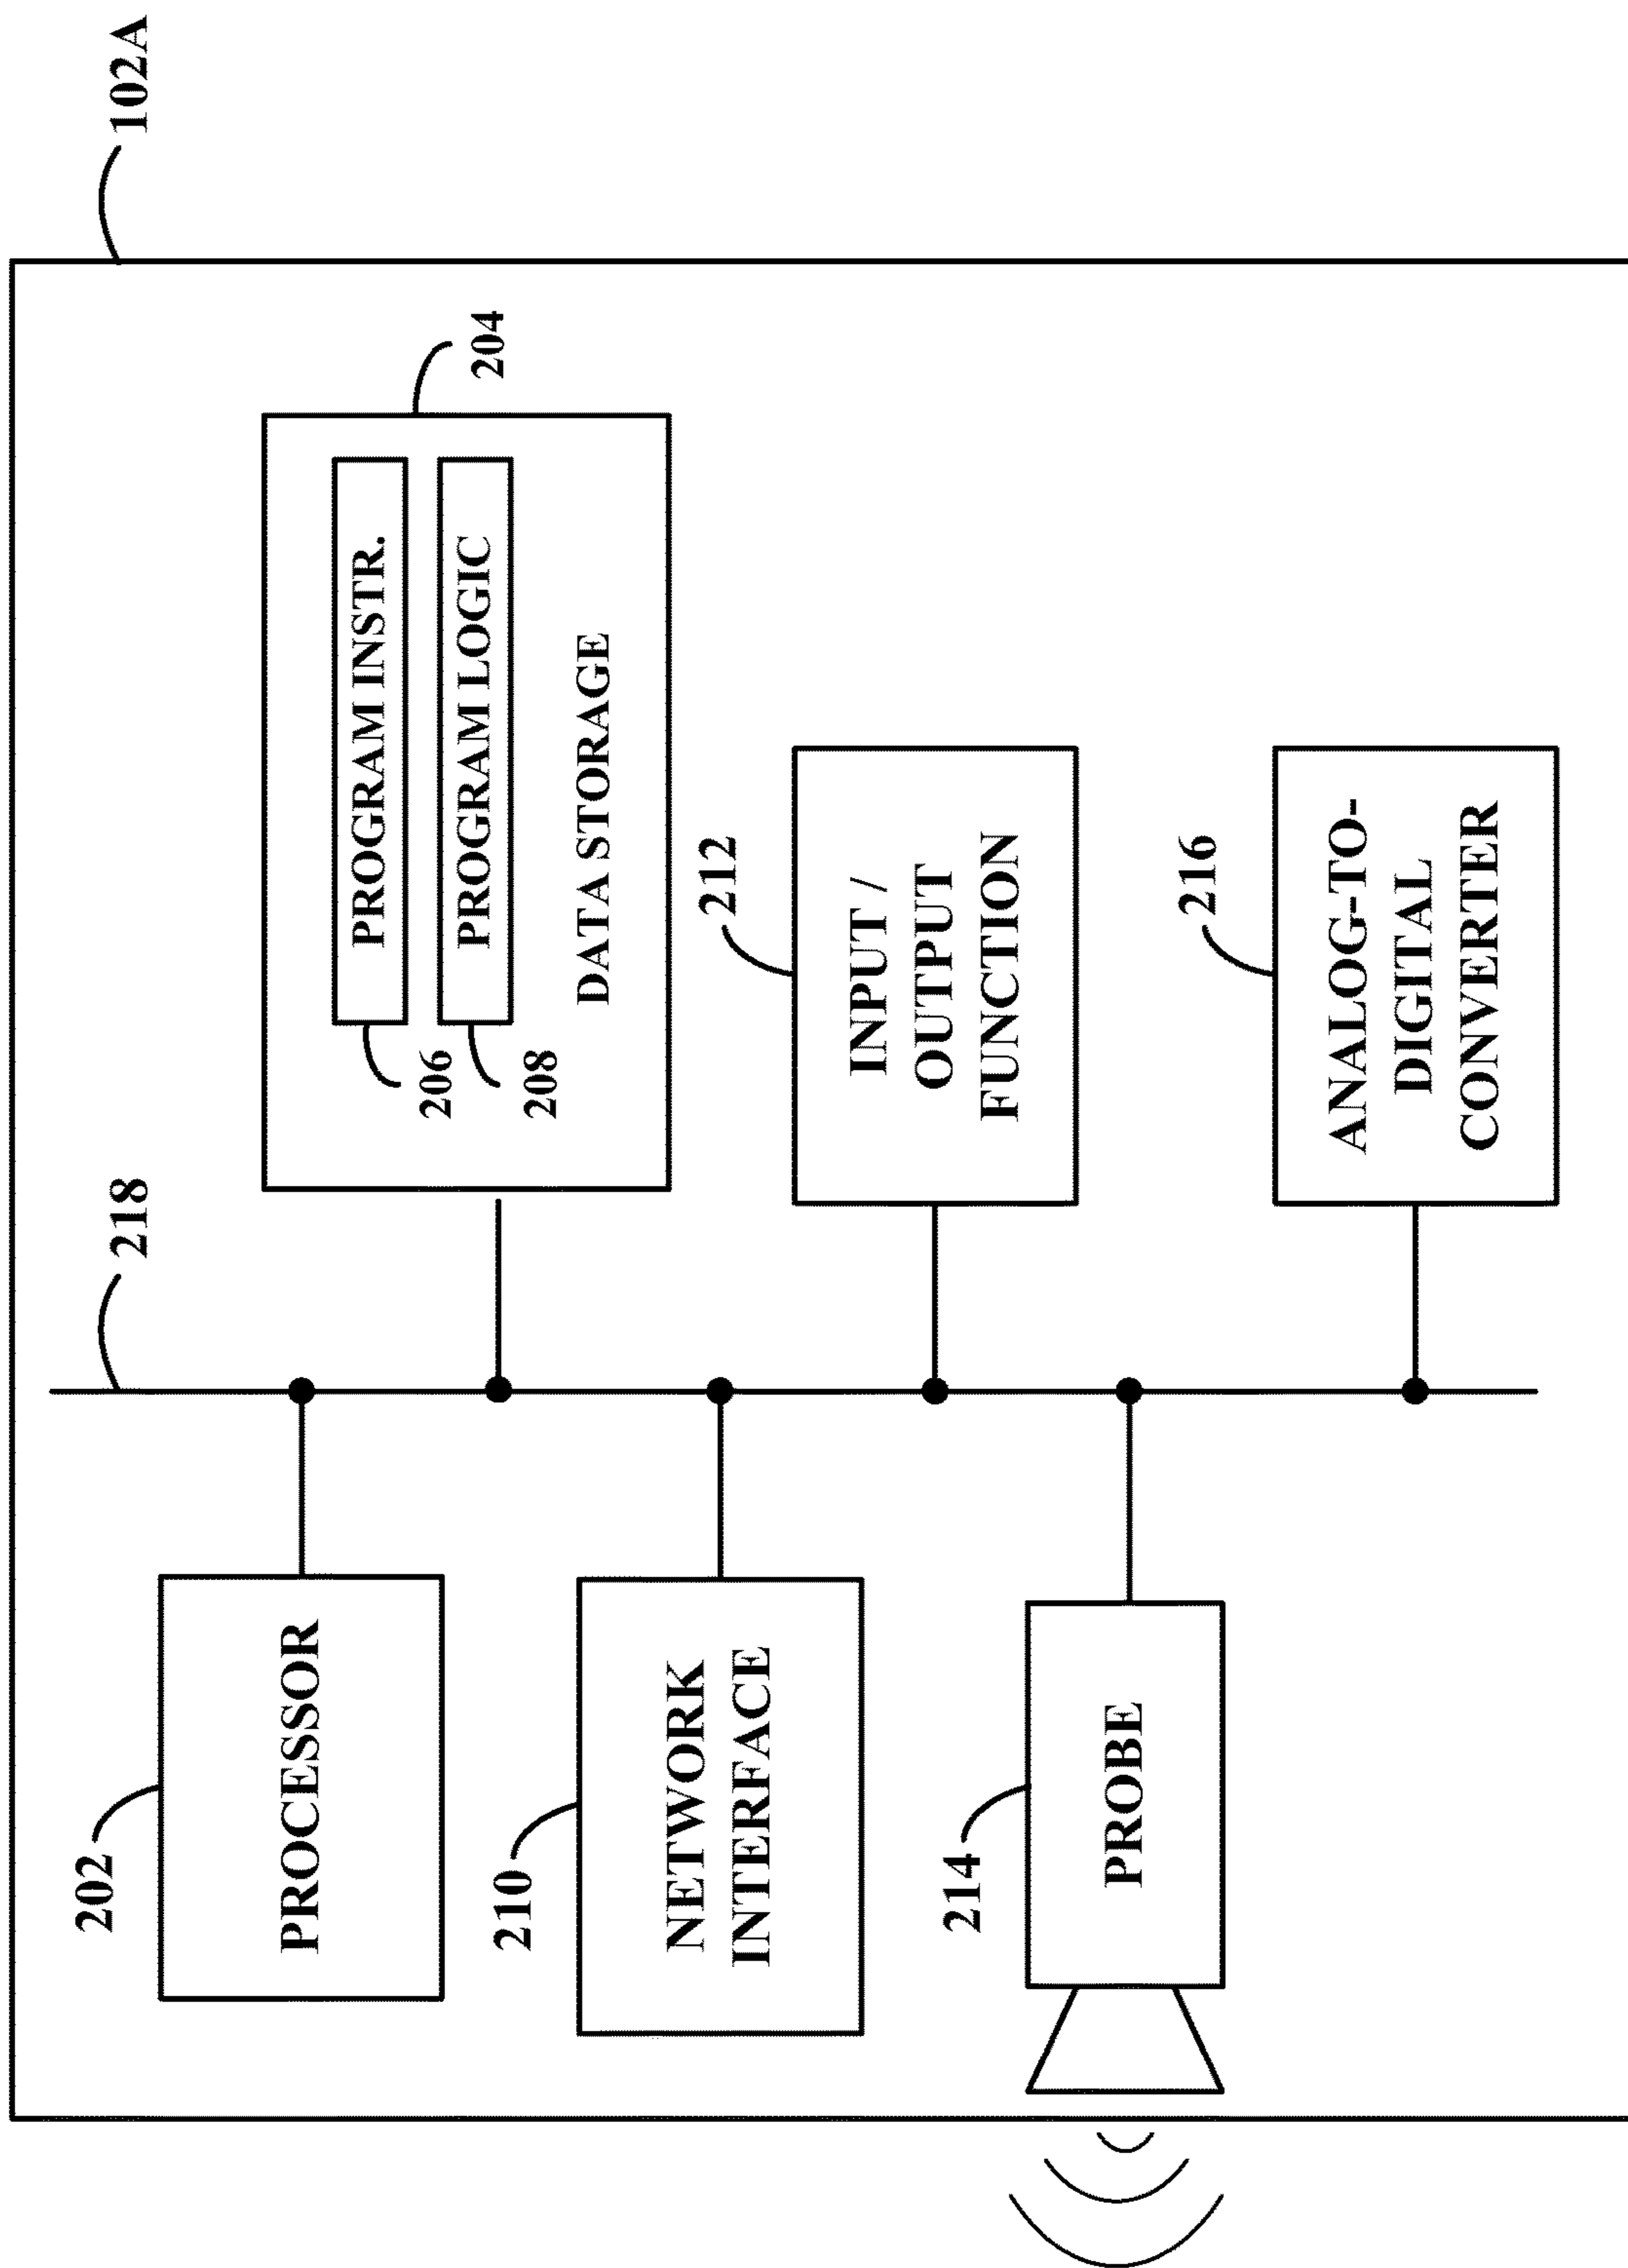 102A
218
202
PROCESSOR
204
206
PROGRAM INSTR.
208
PROGRAM LOGIC
DATA STORAGE
210
NETWORK
INTERFACE
212
INPUT /
OUTPUT
FUNCTION
214
PROBE
216
ANALOG-TO-
DIGITAL
CONVERTER